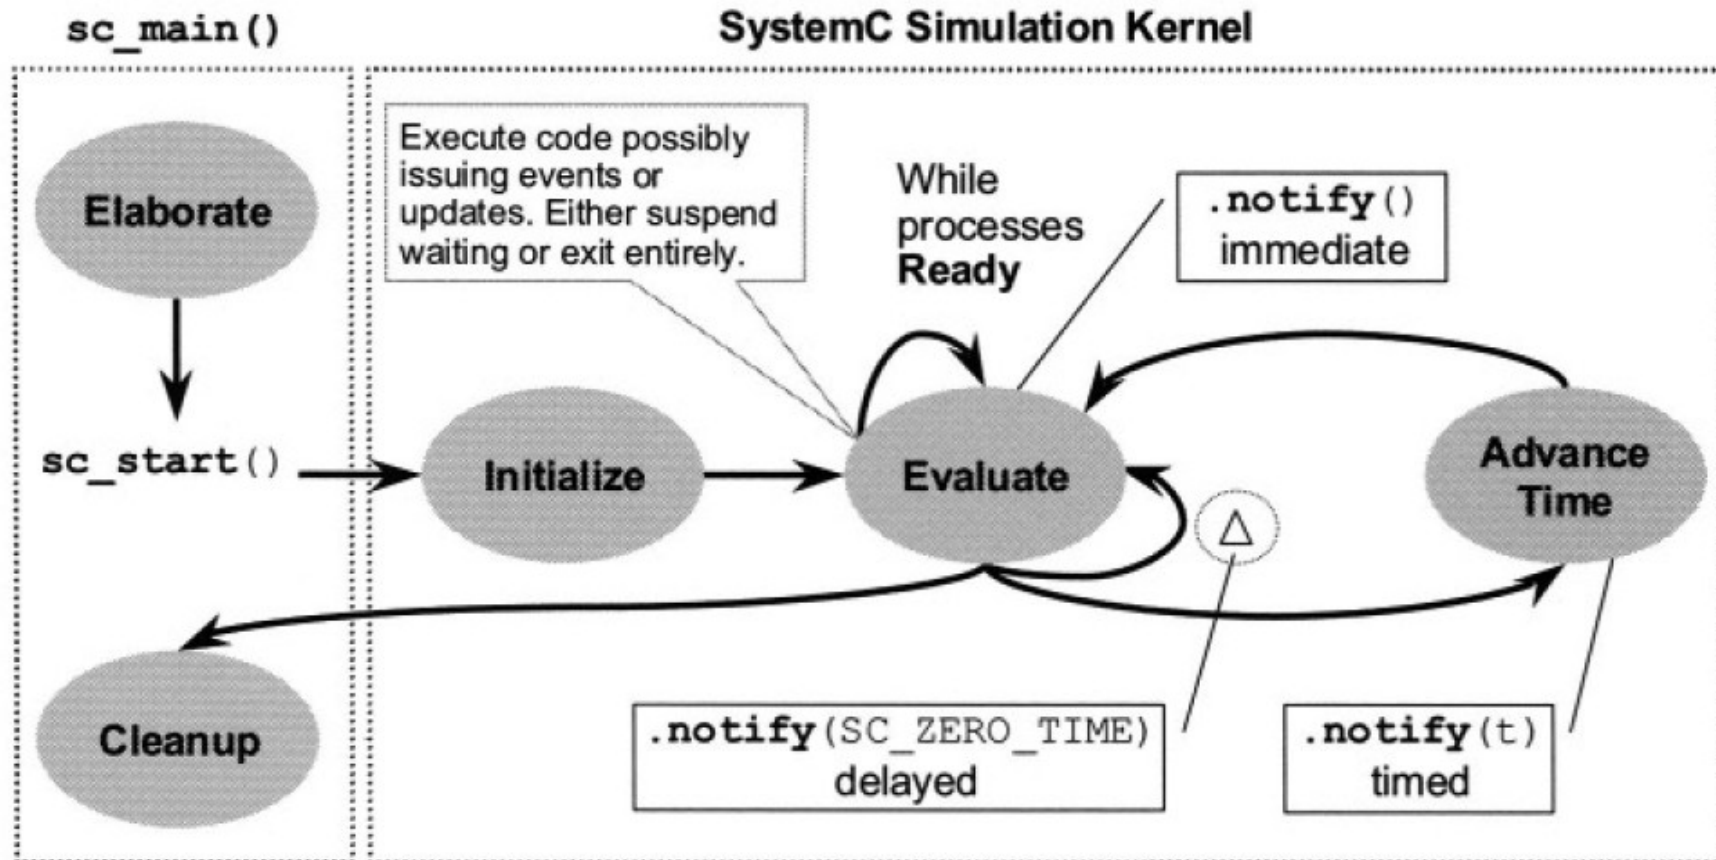 sc_main()
SystemC Simulation Kernel
Elaborate
sc_start()
Cleanup
Execute code possibly
issuing events or
updates. Either suspend
waiting or exit entirely.
While
processes
Ready
.notify()
immediate
Initialize
Evaluate
Advance
Time
Δ
.notify(SC_ZERO_TIME)
delayed
.notify(t)
timed